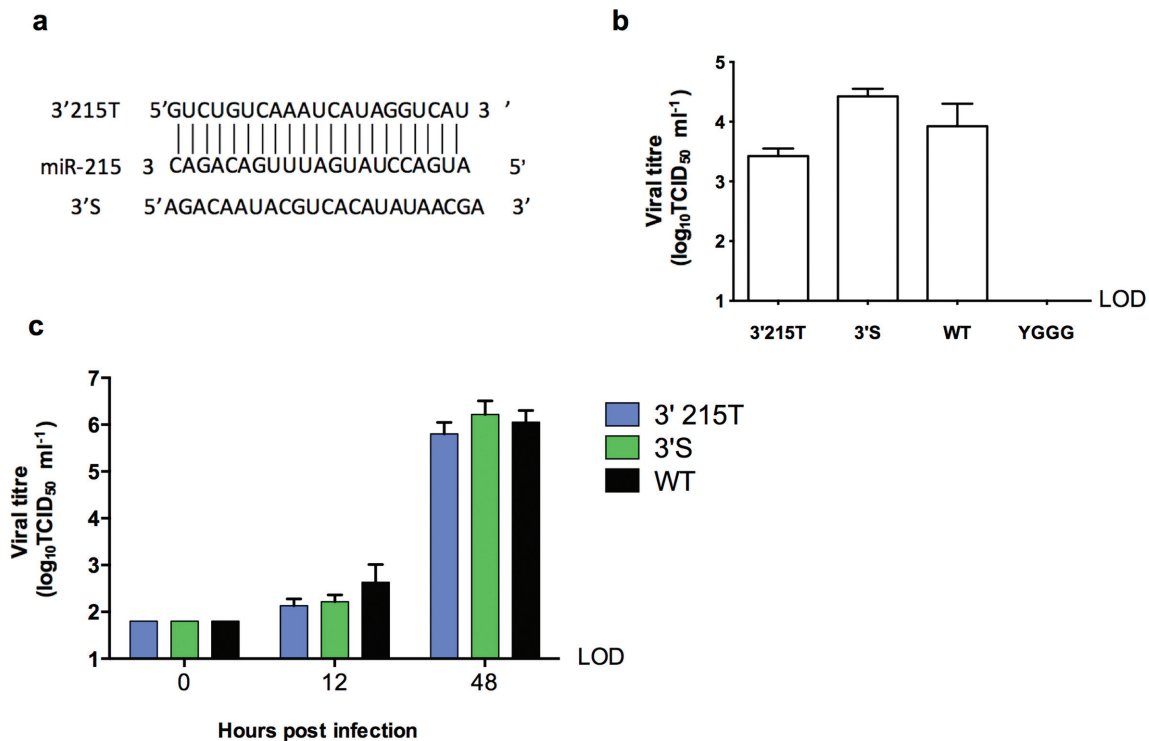 a
3'215T 5'GUCUGUCAAAUCAUAGGUCAU 3 '
miR-215 3 CAGACAGUUUAGUAUCCAGUA 5'
3'S 5'AGACAAUACGUCACAUAUAACGA 3'
b
Viral titre
(log₁₀TCID₅₀ ml⁻¹)
5
4
3
2
1
LOD
3'215T 3'S WT YGGG
c
Viral titre
(log₁₀TCID₅₀ ml⁻¹)
7
6
5
4
3
2
1
LOD
0 12 48
Hours post infection
3' 215T
3'S
WT